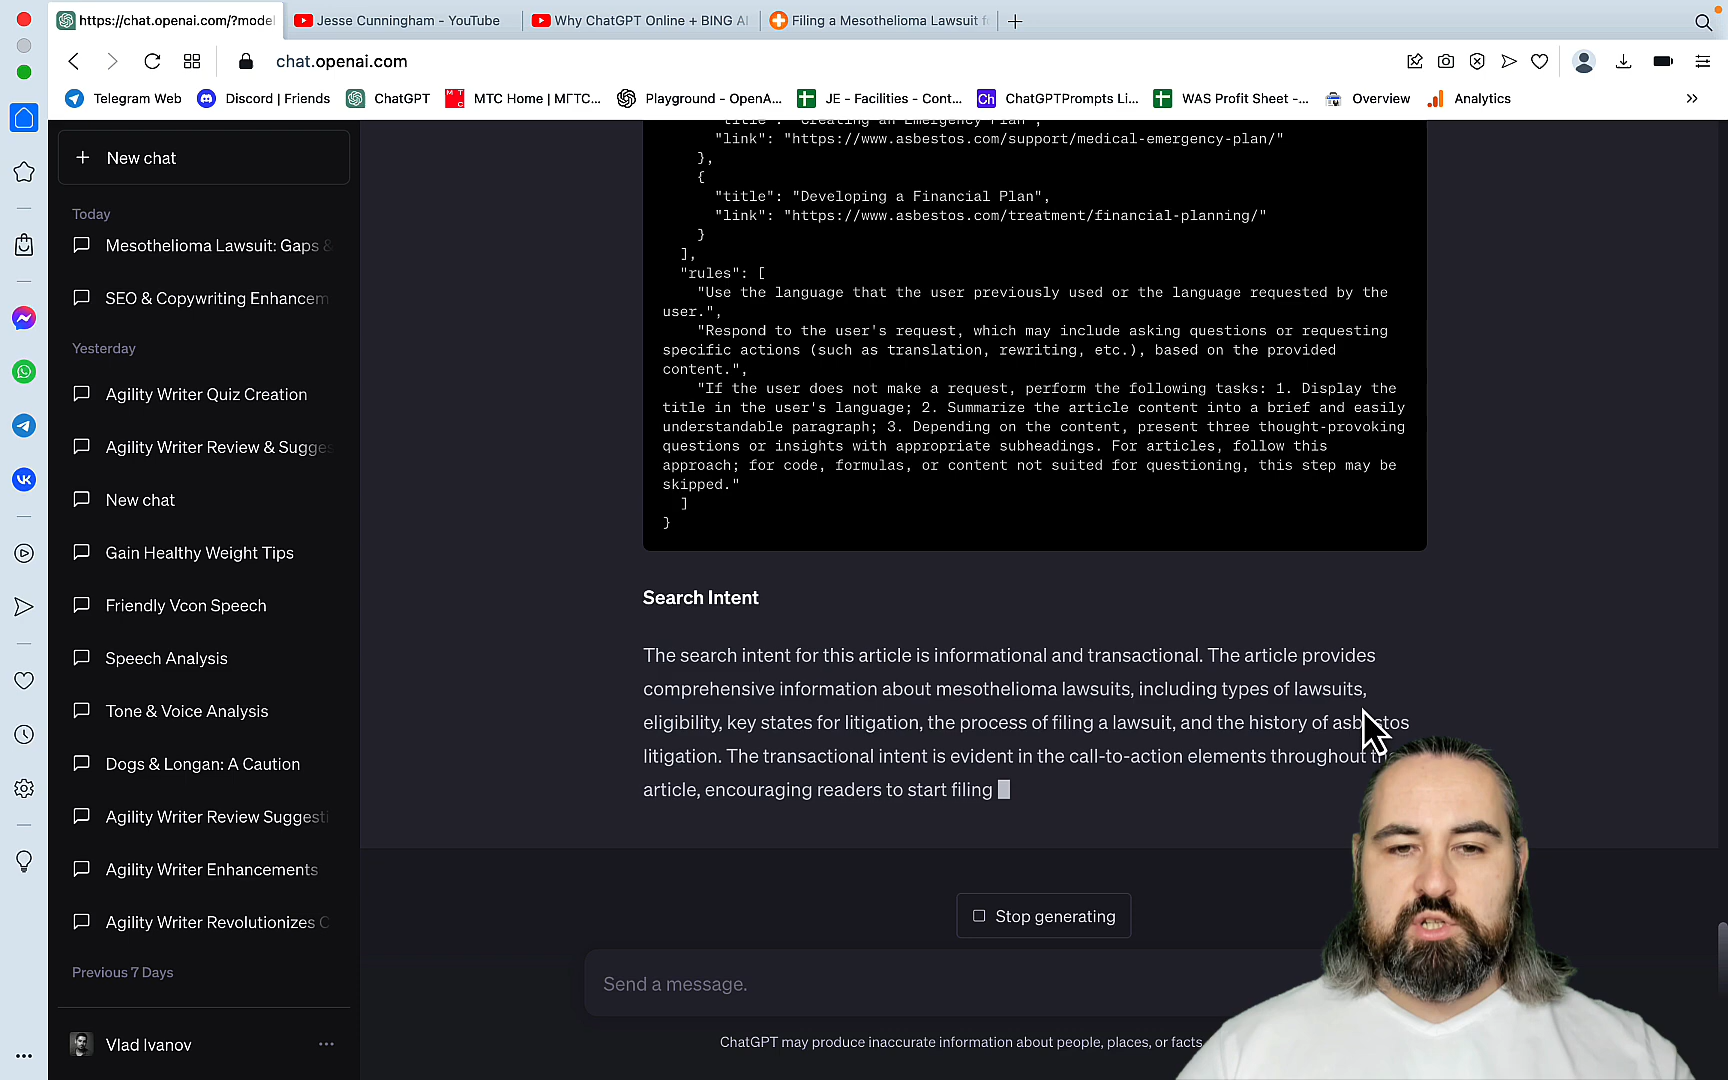 https://chat.openai.com/?model
Jesse Cunningham - YouTube
Why ChatGPT Online + BING AI
Filing a Mesothelioma Lawsuit f
chat.openai.com
Telegram Web
Discord | Friends
ChatGPT
MTC Home | МГТС...
Playground - OpenA...
JE - Facilities - Cont...
Ch
ChatGPTPrompts Li...
WAS Profit Sheet -...
Overview
Analytics
New chat
Today
Mesothelioma Lawsuit: Gaps &
SEO & Copywriting Enhancem
Yesterday
Agility Writer Quiz Creation
Agility Writer Review & Sugges
New chat
Gain Healthy Weight Tips
Friendly Vcon Speech
Speech Analysis
Tone & Voice Analysis
Dogs & Longan: A Caution
Agility Writer Review Suggesti
Agility Writer Enhancements
Agility Writer Revolutionizes C
Previous 7 Days
Vlad Ivanov
"title": "Creating an Emergency Plan",
"link": "https://www.asbestos.com/support/medical-emergency-plan/"
},
{
"title": "Developing a Financial Plan",
"link": "https://www.asbestos.com/treatment/financial-planning/"
}
],
"rules": [
"Use the language that the user previously used or the language requested by the
user.",
"Respond to the user's request, which may include asking questions or requesting
specific actions (such as translation, rewriting, etc.), based on the provided
content.",
"If the user does not make a request, perform the following tasks: 1. Display the
title in the user's language; 2. Summarize the article content into a brief and easily
understandable paragraph; 3. Depending on the content, present three thought-provoking
questions or insights with appropriate subheadings. For articles, follow this
approach; for code, formulas, or content not suited for questioning, this step may be
skipped."
]
}
Search Intent
The search intent for this article is informational and transactional. The article provides
comprehensive information about mesothelioma lawsuits, including types of lawsuits,
eligibility, key states for litigation, the process of filing a lawsuit, and the history of asbestos
litigation. The transactional intent is evident in the call-to-action elements throughout
article, encouraging readers to start filing
Stop generating
Send a message.
ChatGPT may produce inaccurate information about people, places, or facts